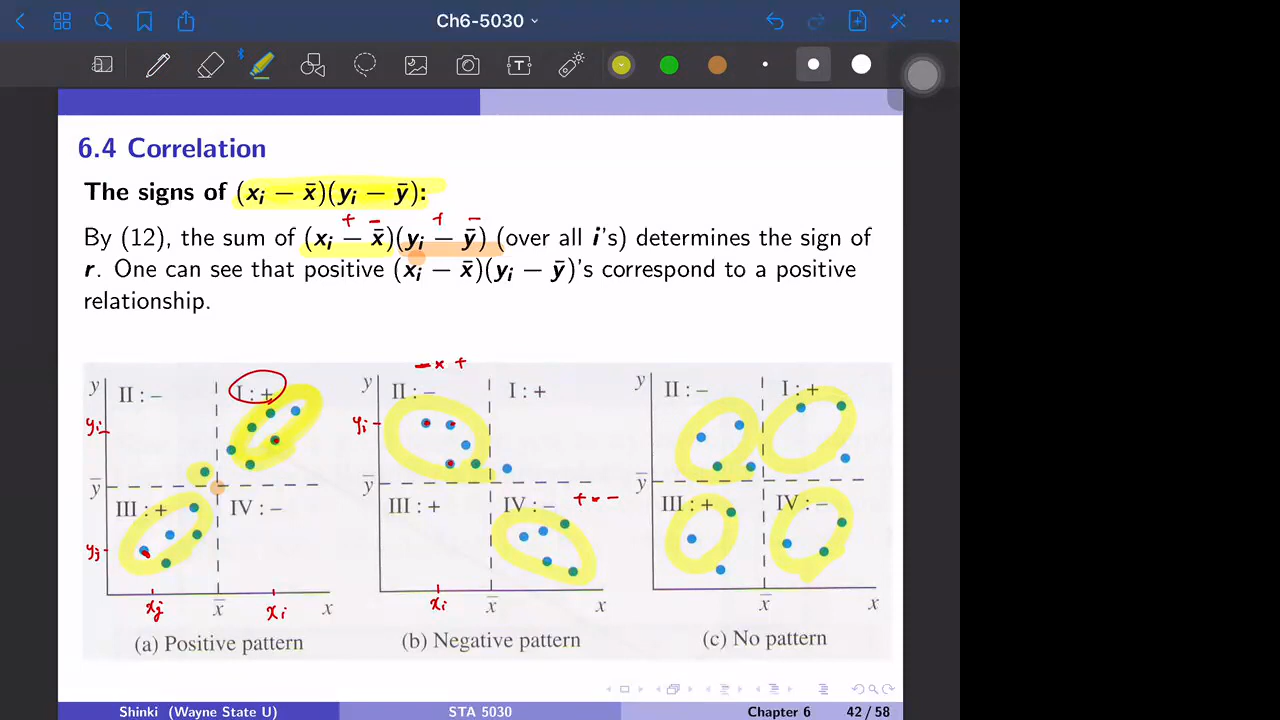 Ch6-5030
6.4 Correlation
The signs of (xᵢ − x̄)(yᵢ − ȳ):
+ − + −
By (12), the sum of (xᵢ − x̄)(yᵢ − ȳ) (over all i's) determines the sign of
r. One can see that positive (xᵢ − x̄)(yᵢ − ȳ)'s correspond to a positive
relationship.
− × +
y II : − I : + y II : − I : + y II : − I : +
yᵢ yᵢ
ȳ ȳ ȳ
+ × −
III : + IV : − III : + IV : − III : + IV : −
yⱼ
xⱼ x̄ xᵢ x xᵢ x̄ x x̄ x
(a) Positive pattern (b) Negative pattern (c) No pattern
Shinki (Wayne State U) STA 5030 Chapter 6 42 / 58